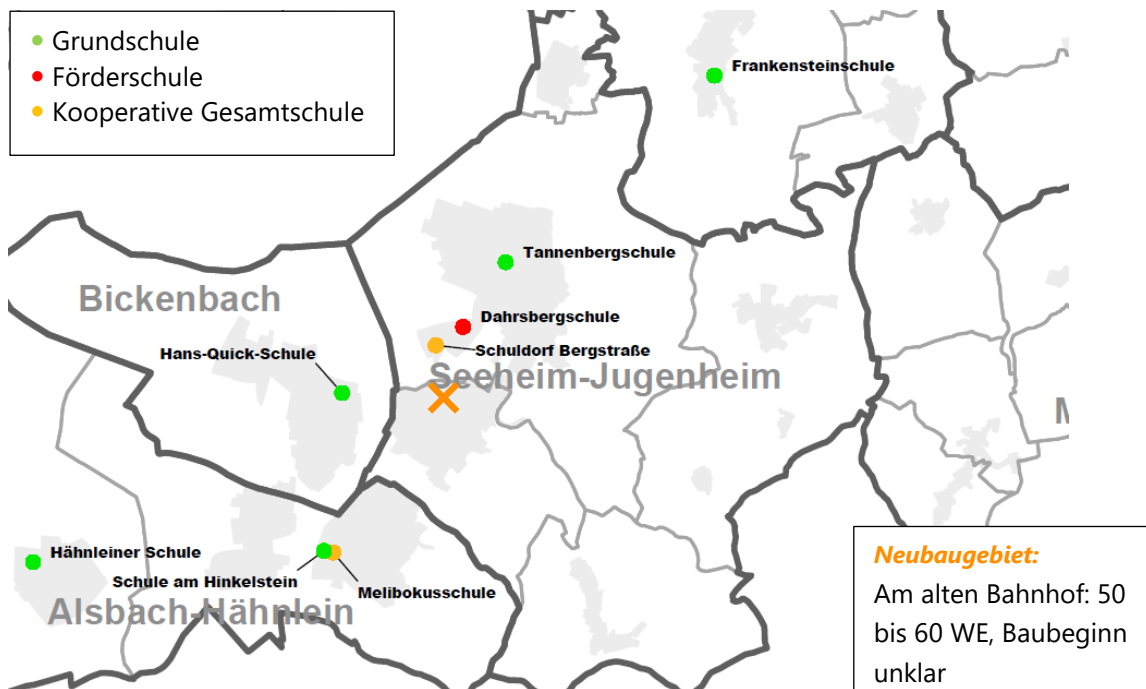 Grundschule
Förderschule
Kooperative Gesamtschule
Frankensteinschule
Tannenbergschule
Bickenbach
Dahrsbergschule
Hans-Quick-Schule
Schuldorf Bergstraße
Seeheim-Jugenheim
M
Hähnleiner Schule
Schule am Hinkelstein
Melibokusschule
Alsbach-Hähnlein
Neubaugebiet:
Am alten Bahnhof: 50
bis 60 WE, Baubeginn
unklar